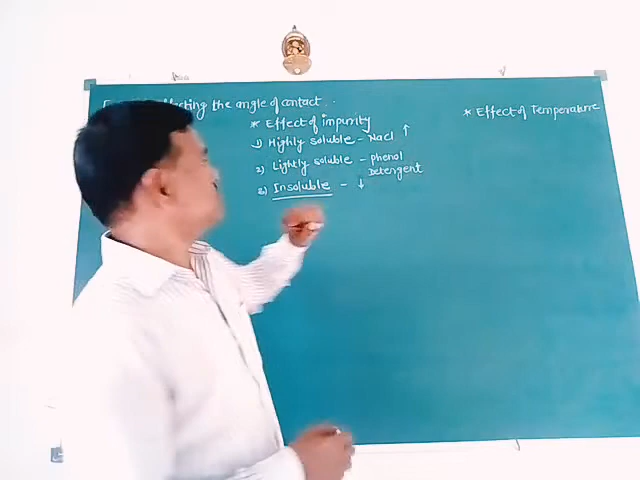 the angle of contact . .
* Effect of impurity
* Effect of Temperature
1) Highly soluble - NaCl ↑
2) Lightly soluble - phenol
Detergent
3) Insoluble - ↓